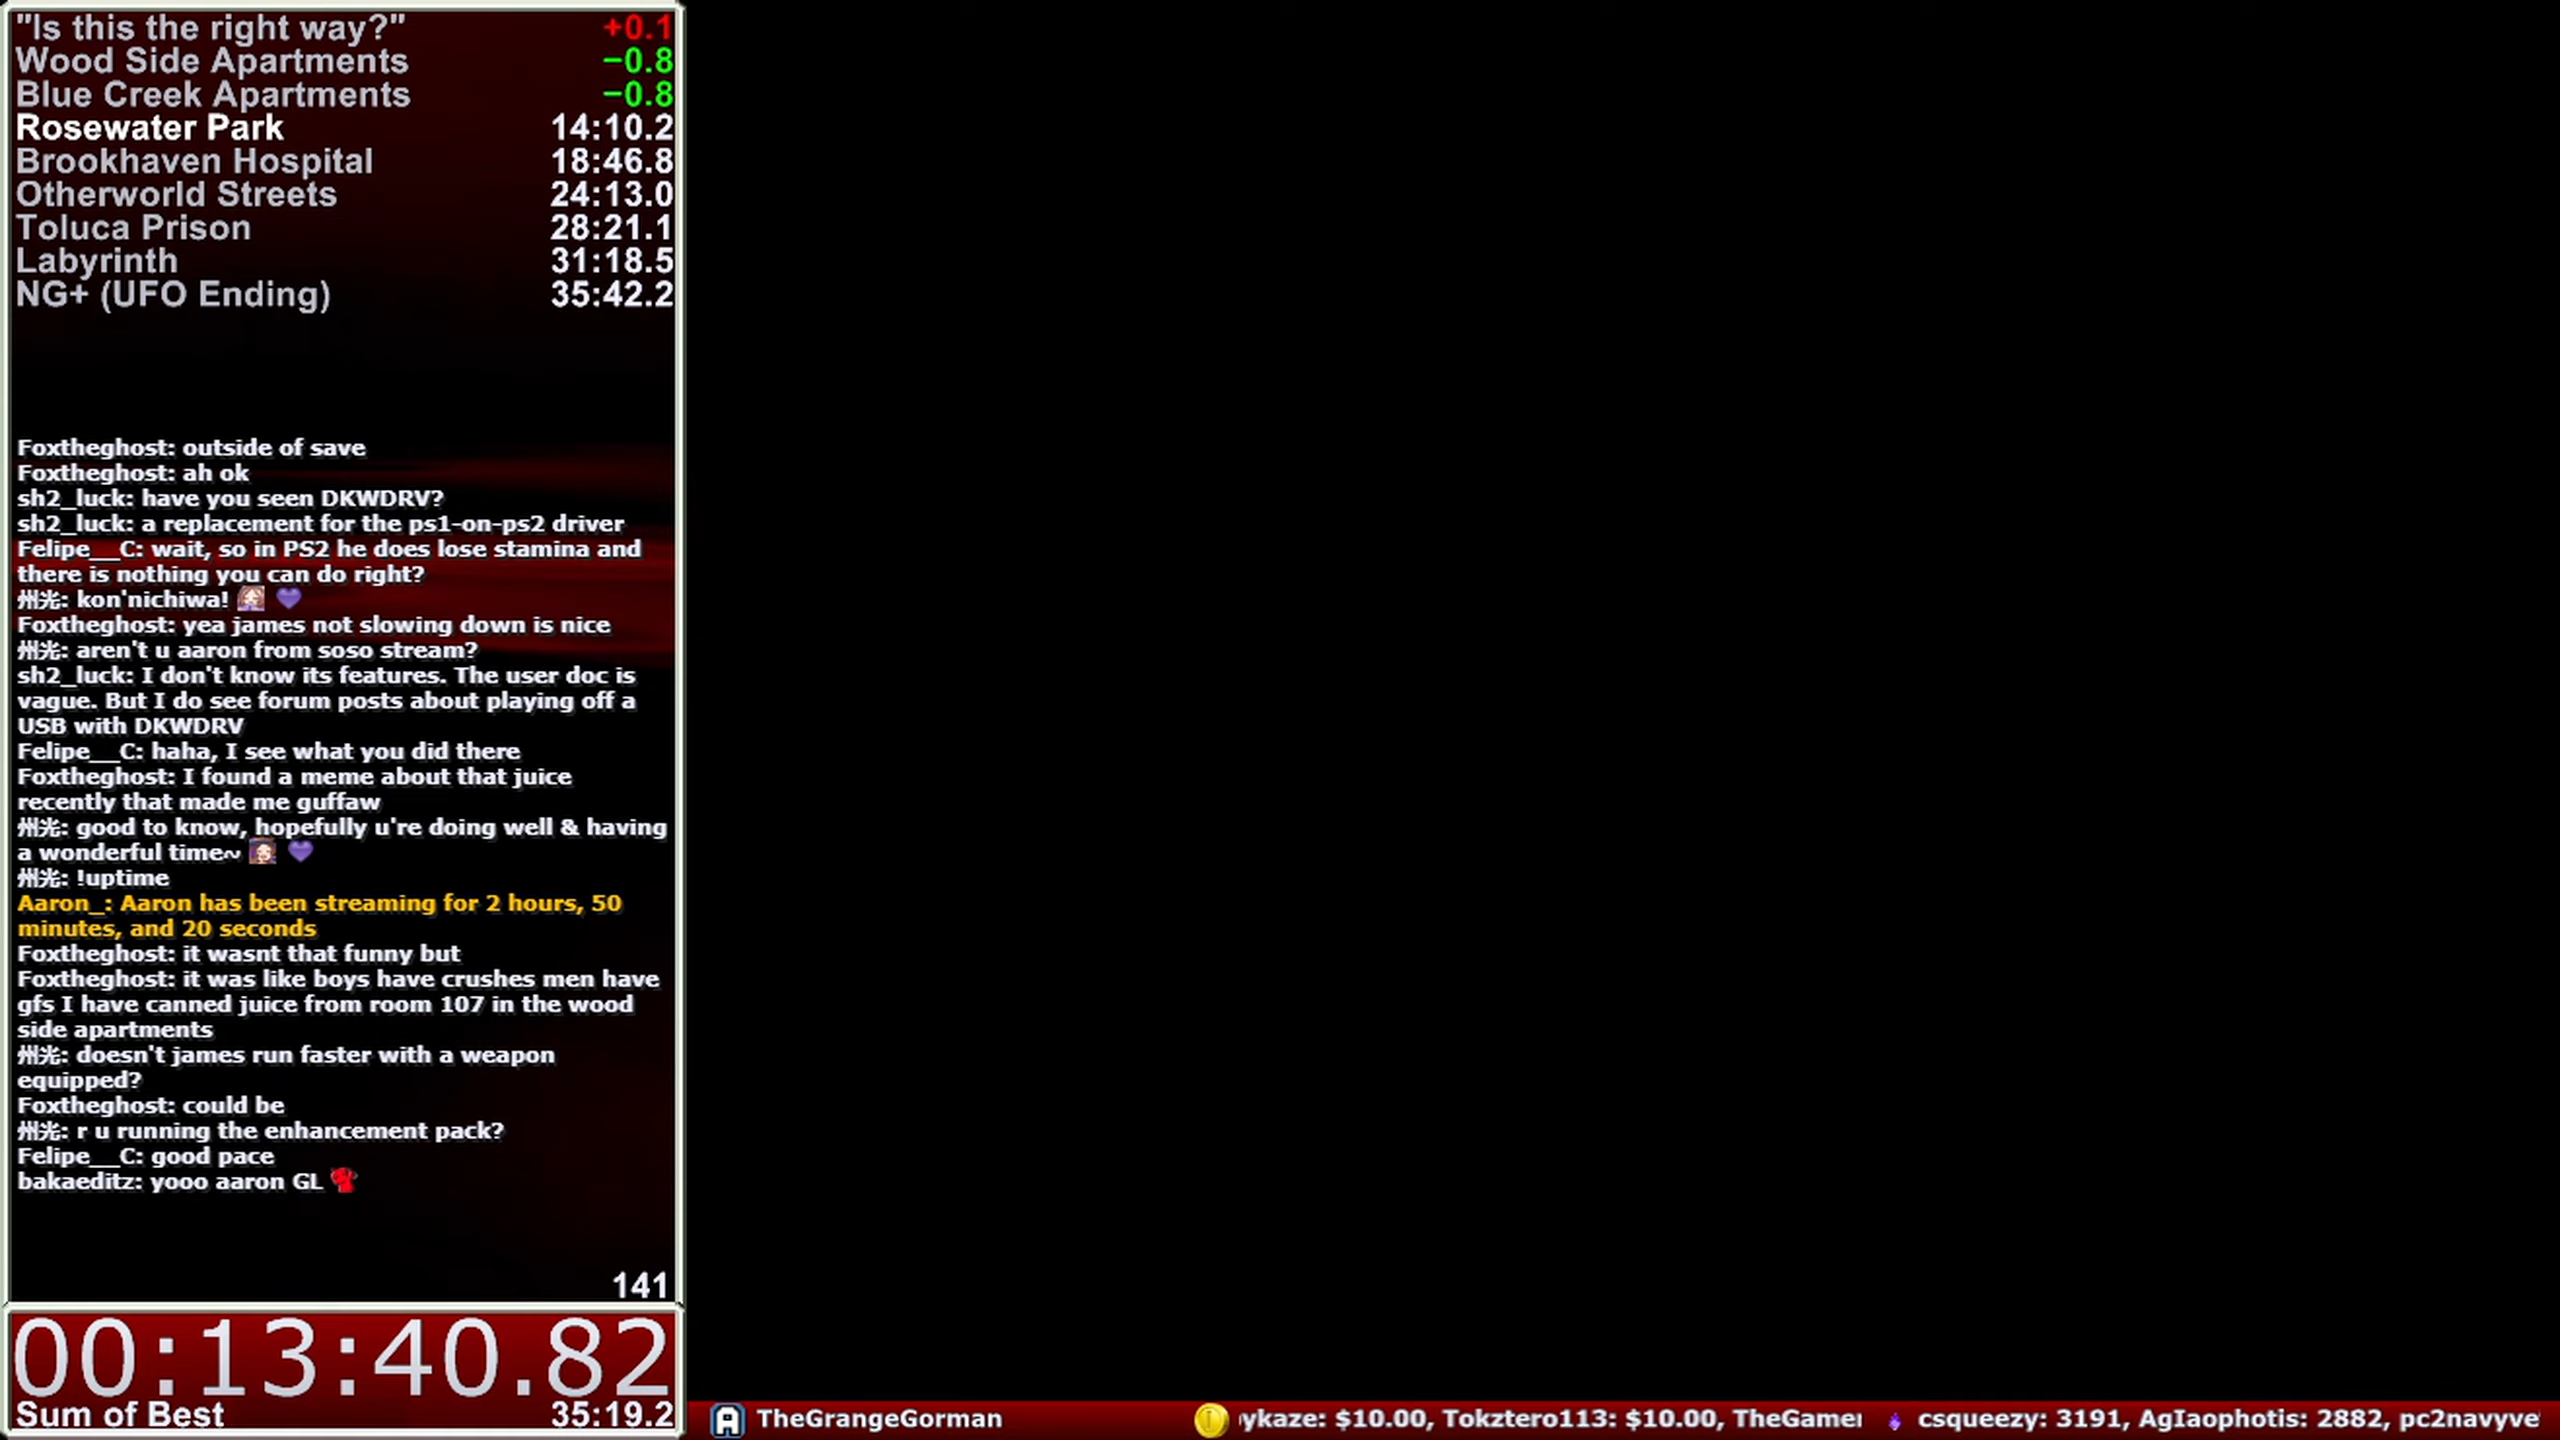 "Is this the right way?" +0.1
Wood Side Apartments −0.8
Blue Creek Apartments −0.8
Rosewater Park 14:10.2
Brookhaven Hospital 18:46.8
Otherworld Streets 24:13.0
Toluca Prison 28:21.1
Labyrinth 31:18.5
NG+ (UFO Ending) 35:42.2
Foxtheghost: outside of save
Foxtheghost: ah ok
sh2_luck: have you seen DKWDRV?
sh2_luck: a replacement for the ps1-on-ps2 driver
Felipe__C: wait, so in PS2 he does lose stamina and
there is nothing you can do right?
州光: kon'nichiwa!
Foxtheghost: yea james not slowing down is nice
州光: aren't u aaron from soso stream?
sh2_luck: I don't know its features. The user doc is
vague. But I do see forum posts about playing off a
USB with DKWDRV
Felipe__C: haha, I see what you did there
Foxtheghost: I found a meme about that juice
recently that made me guffaw
州光: good to know, hopefully u're doing well & having
a wonderful time~
州光: !uptime
Aaron_: Aaron has been streaming for 2 hours, 50
minutes, and 20 seconds
Foxtheghost: it wasnt that funny but
Foxtheghost: it was like boys have crushes men have
gfs I have canned juice from room 107 in the wood
side apartments
州光: doesn't james run faster with a weapon
equipped?
Foxtheghost: could be
州光: r u running the enhancement pack?
Felipe__C: good pace
bakaeditz: yooo aaron GL
141
00:13:40.82
Sum of Best 35:19.2
A TheGrangeGorman ykaze: $10.00, Tokztero113: $10.00, TheGamer csqueezy: 3191, AgIaophotis: 2882, pc2navyve